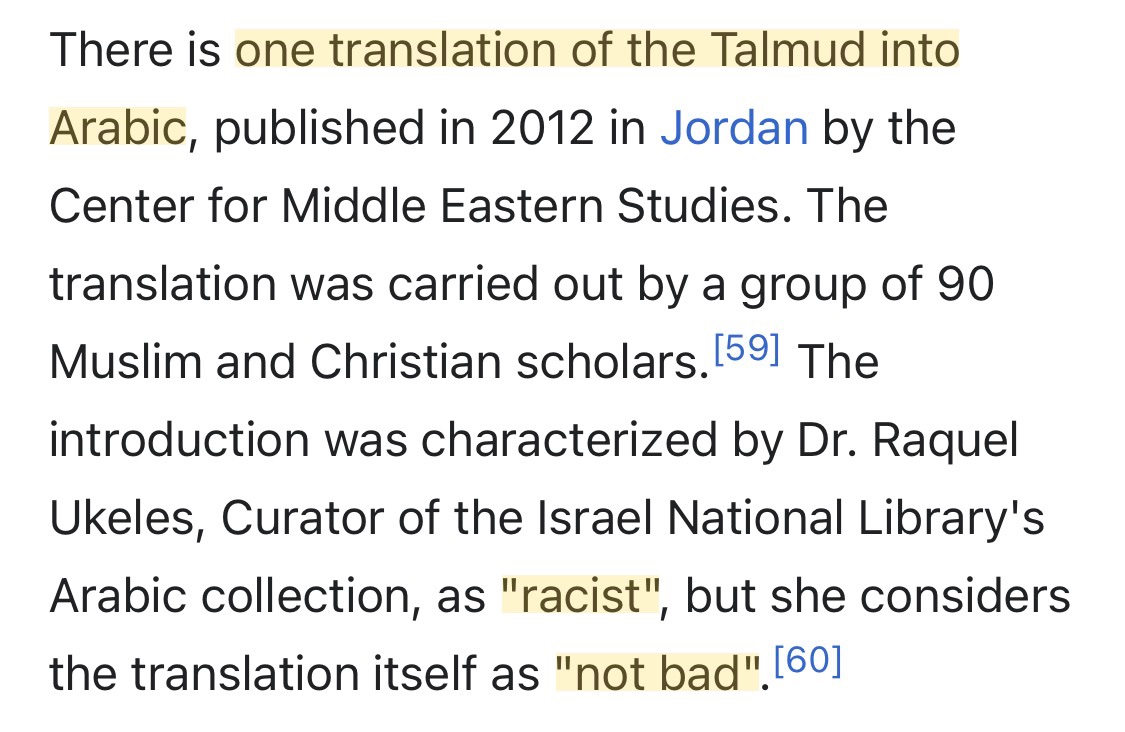 There is one translation of the Talmud into
Arabic, published in 2012 in Jordan by the
Center for Middle Eastern Studies. The
translation was carried out by a group of 90
Muslim and Christian scholars.[59] The
introduction was characterized by Dr. Raquel
Ukeles, Curator of the Israel National Library's
Arabic collection, as "racist", but she considers
the translation itself as "not bad".[60]